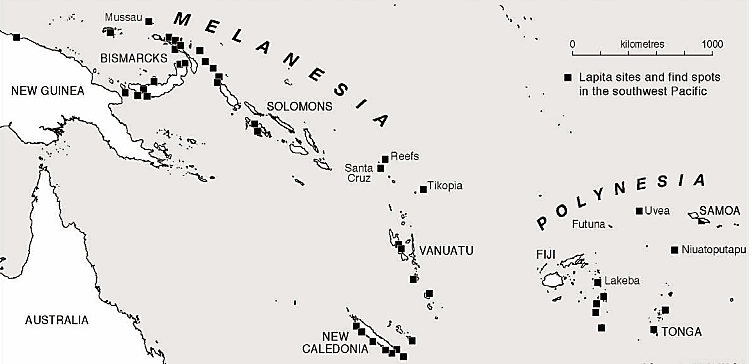 Mussau
MELANESIA
0 kilometres 1000
BISMARCKS
Lapita sites and find spots
in the southwest Pacific
NEW GUINEA
SOLOMONS
Reefs
Santa
Cruz
Tikopia
POLYNESIA
Uvea
SAMOA
Futuna
VANUATU
FIJI
Niuatoputapu
Lakeba
AUSTRALIA
NEW
CALEDONIA
TONGA